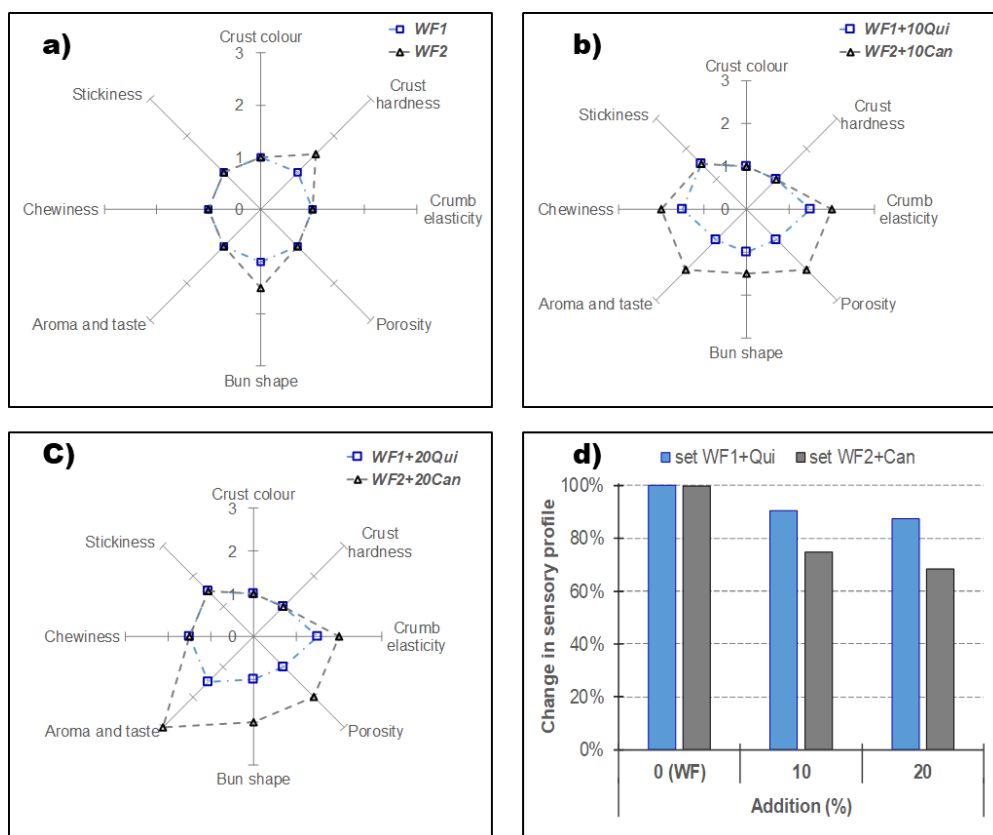 a)
WF1
WF2
Crust colour
3
2
1
0
Stickiness
Crust
hardness
Chewiness
Crumb
elasticity
Aroma and taste
Porosity
Bun shape
b)
WF1+10Qui
WF2+10Can
Crust colour
3
2
1
0
Stickiness
Crust
hardness
Chewiness
Crumb
elasticity
Aroma and taste
Porosity
Bun shape
C)
WF1+20Qui
WF2+20Can
Crust colour
3
2
1
0
Stickiness
Crust
hardness
Chewiness
Crumb
elasticity
Aroma and taste
Porosity
Bun shape
d)
set WF1+Qui set WF2+Can
Change in sensory profile
100%
80%
60%
40%
20%
0%
0 (WF) 10 20
Addition (%)